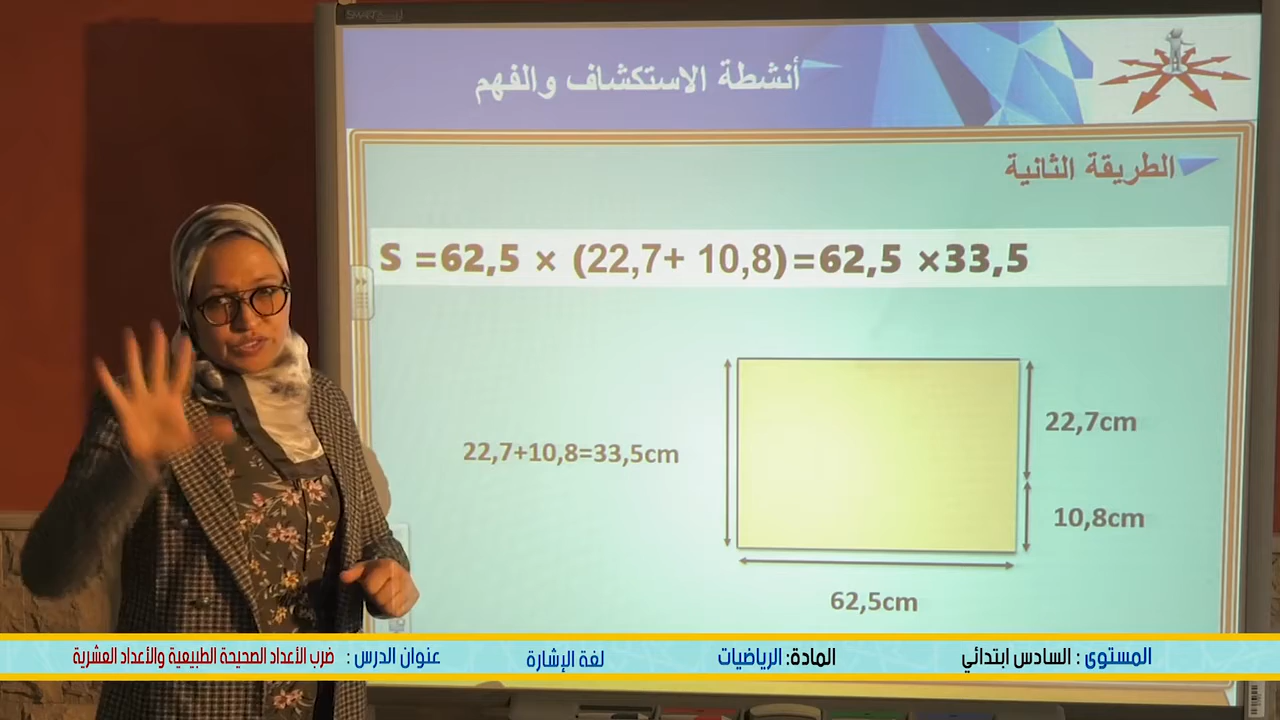 أنشطة الاستكشاف والفهم
الطريقة الثانية
S =62,5 × (22,7+ 10,8)=62,5 ×33,5
22,7cm
22,7+10,8=33,5cm
10,8cm
62,5cm
المستوى : السادس ابتدائي
المادة: الرياضيات
لغة الإشارة
عنوان الدرس : ضرب الأعداد الصحيحة الطبيعية والأعداد العشرية